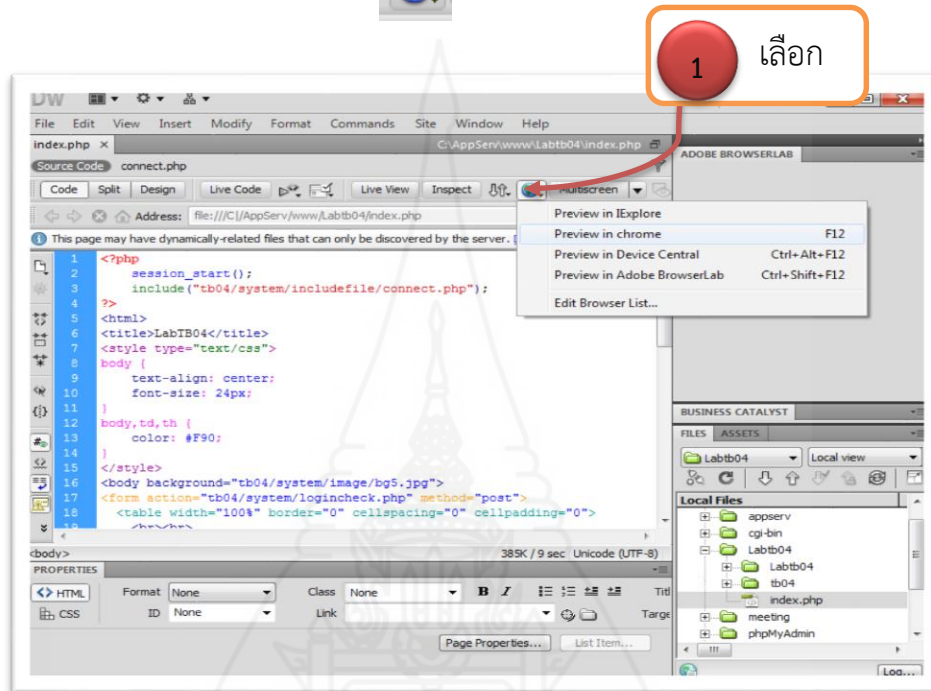 1 เลือก
DW
File Edit View Insert Modify Format Commands Site Window Help
index.php × C:\AppServ\www\Labtb04\index.php
Source Code connect.php
Code Split Design Live Code Live View Inspect Multiscreen
Address: file:///C|/AppServ/www/Labtb04/index.php
This page may have dynamically-related files that can only be discovered by the server.
Preview in IExplore
Preview in chrome F12
Preview in Device Central Ctrl+Alt+F12
Preview in Adobe BrowserLab Ctrl+Shift+F12
Edit Browser List...
1 <?php
2 session_start();
3 include("tb04/system/includefile/connect.php");
4 ?>
5 <html>
6 <title>LabTB04</title>
7 <style type="text/css">
8 body {
9 text-align: center;
10 font-size: 24px;
11 }
12 body,td,th {
13 color: #F90;
14 }
15 </style>
16 <body background="tb04/system/image/bg5.jpg">
17 <form action="tb04/system/logincheck.php" method="post">
18 <table width="100%" border="0" cellspacing="0" cellpadding="0">
19 <br><br>
<body> 385K / 9 sec Unicode (UTF-8)
PROPERTIES
<> HTML Format None Class None B I Titl
CSS ID None Link Targe
Page Properties... List Item...
ADOBE BROWSERLAB
BUSINESS CATALYST
FILES ASSETS
Labtb04 Local view
Local Files
appserv
cgi-bin
Labtb04
Labtb04
tb04
index.php
meeting
phpMyAdmin
Log...